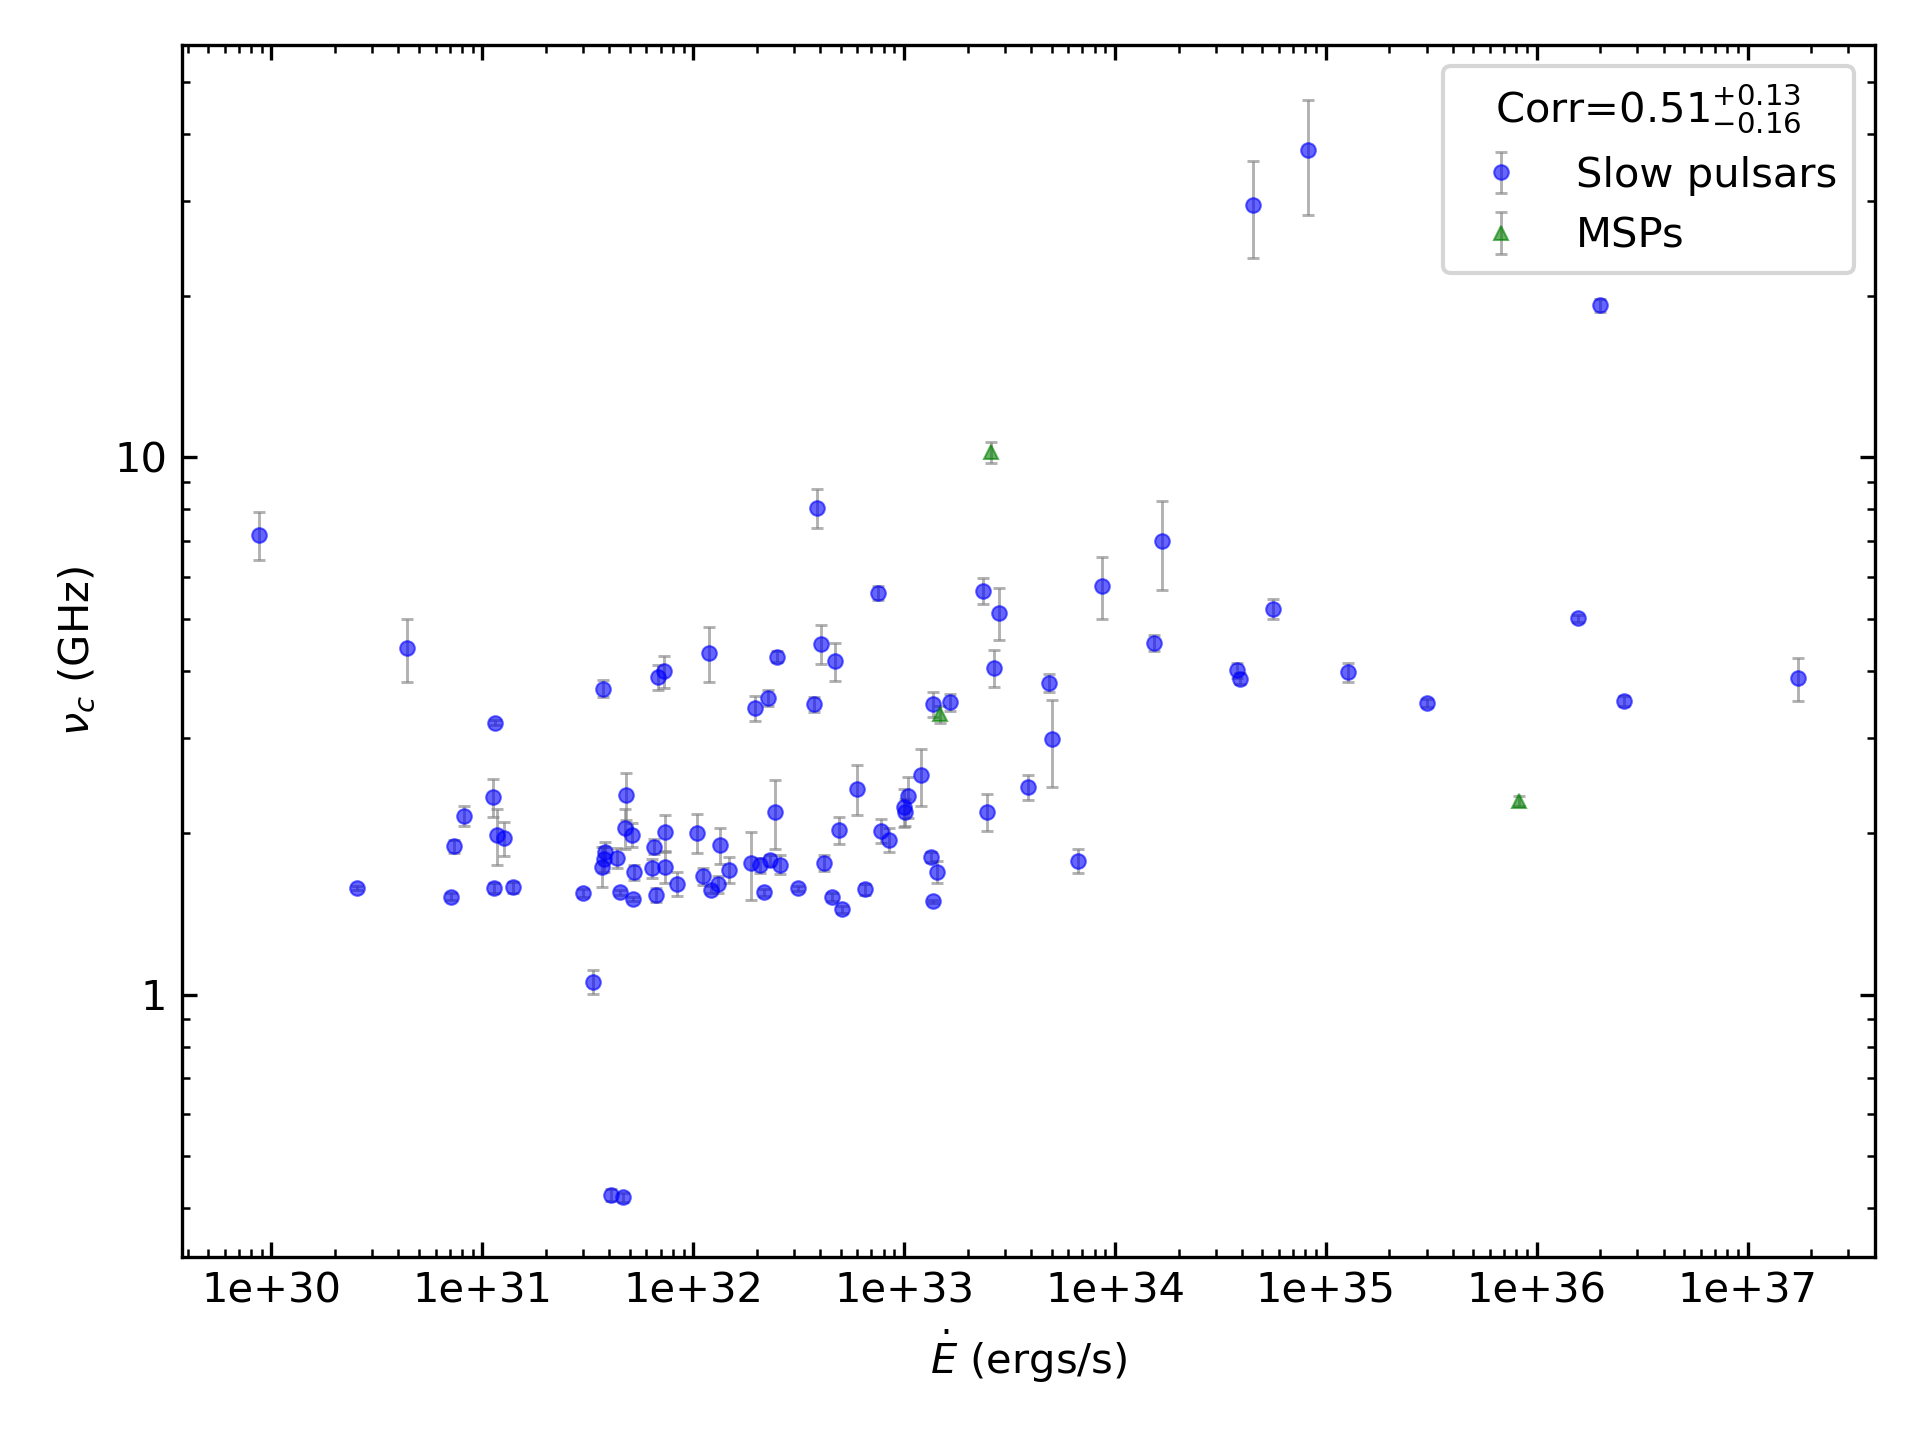 Corr=0.51$^{+0.13}_{-0.16}$
Slow pulsars
MSPs
10
1
ν_c (GHz)
1e+30 1e+31 1e+32 1e+33 1e+34 1e+35 1e+36 1e+37
Ė (ergs/s)